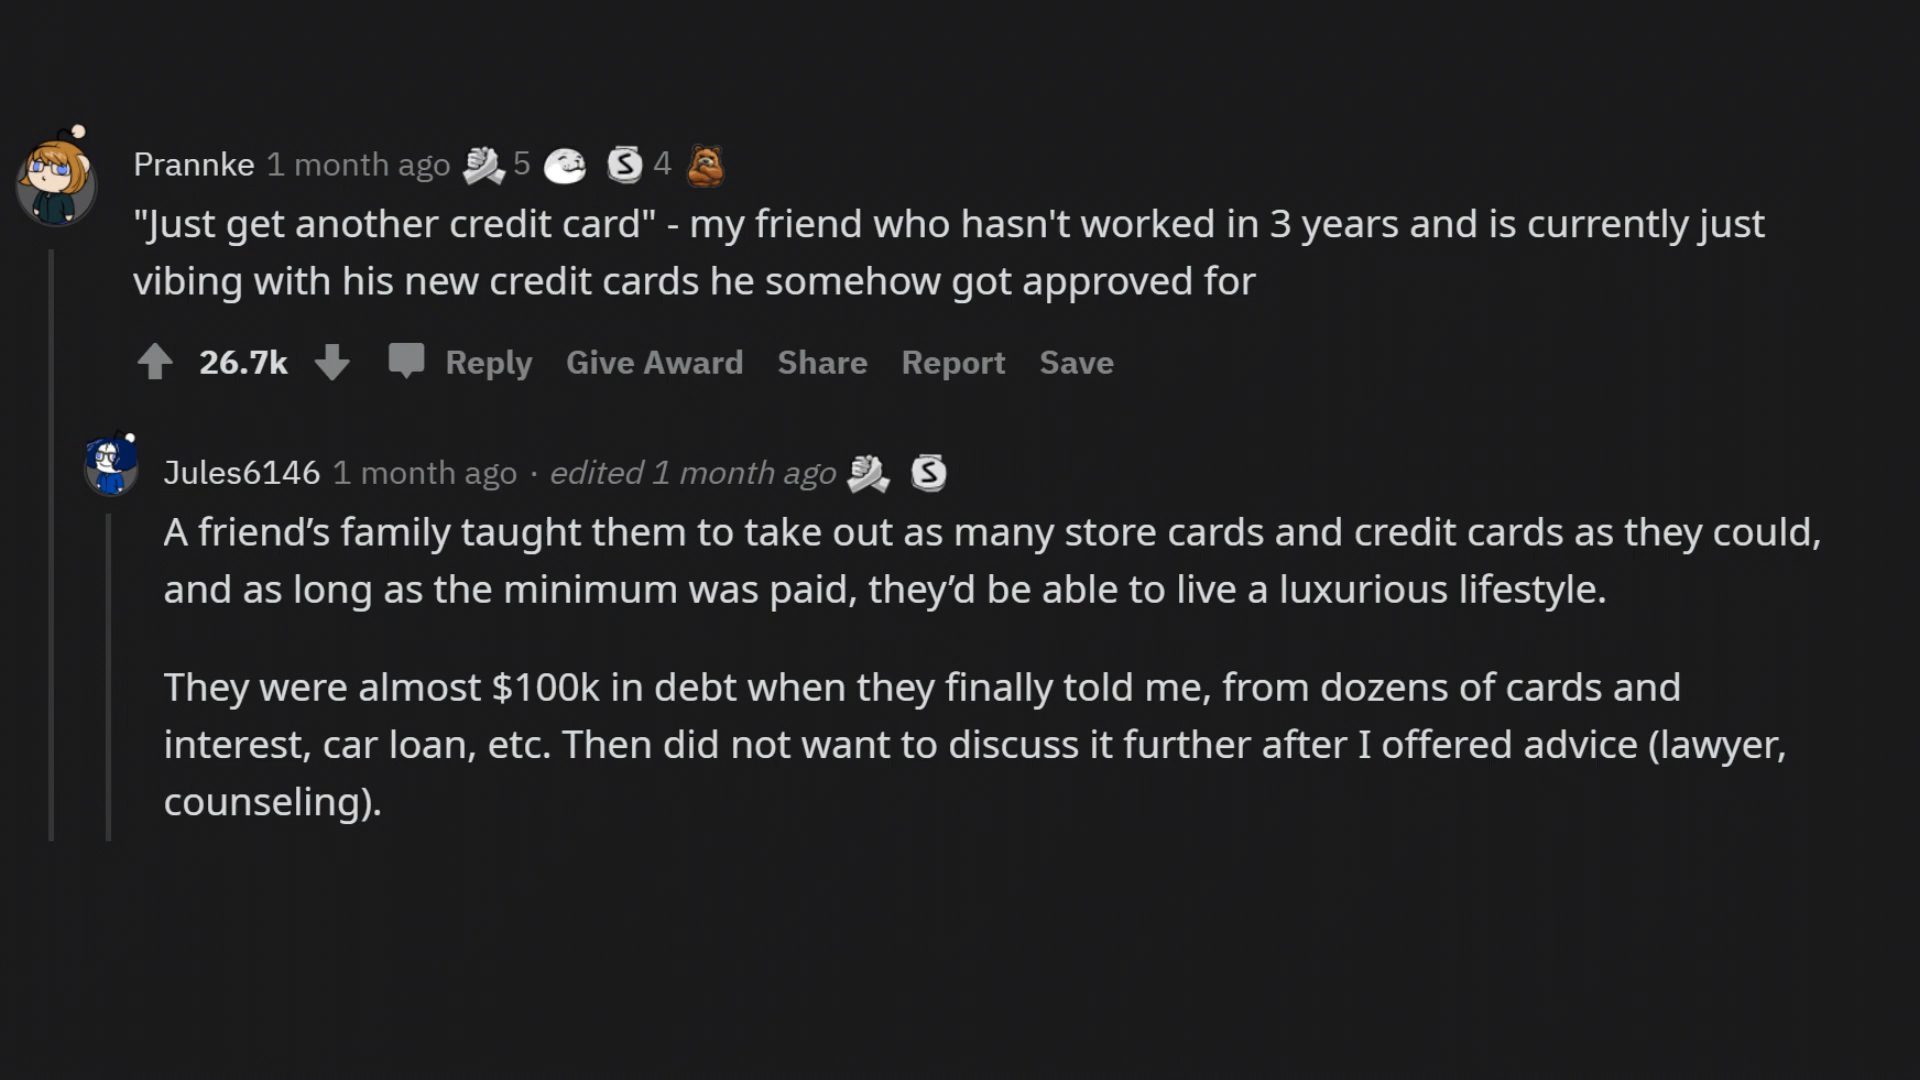 Prannke 1 month ago 5 4
"Just get another credit card" - my friend who hasn't worked in 3 years and is currently just
vibing with his new credit cards he somehow got approved for
26.7k Reply Give Award Share Report Save
Jules6146 1 month ago · edited 1 month ago
A friend’s family taught them to take out as many store cards and credit cards as they could,
and as long as the minimum was paid, they’d be able to live a luxurious lifestyle.
They were almost $100k in debt when they finally told me, from dozens of cards and
interest, car loan, etc. Then did not want to discuss it further after I offered advice (lawyer,
counseling).